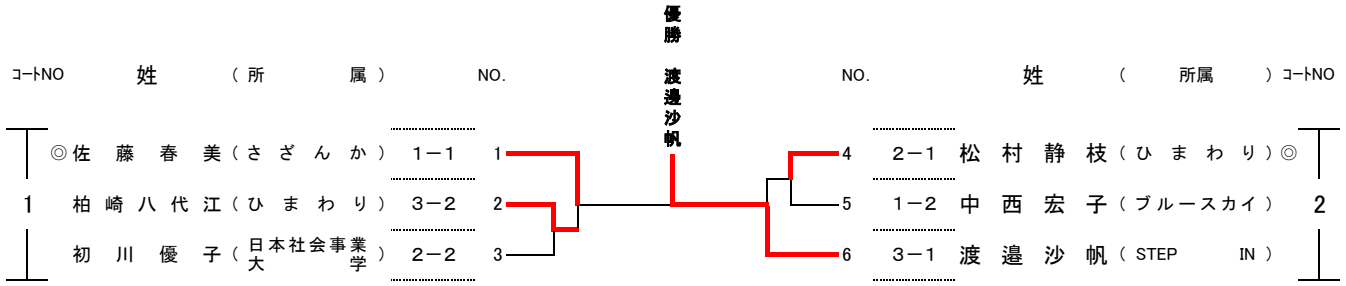 優勝 渡邉沙帆
コートNO 姓 (所属) NO. NO. 姓 (所属) コートNO
◎佐藤春美(さざんか) 1－1 1 4 2－1 松村静枝(ひまわり)◎
1 柏崎八代江(ひまわり) 3－2 2 5 1－2 中西宏子(ブルースカイ) 2
初川優子(日本社会事業大学) 2－2 3 6 3－1 渡邉沙帆(STEP IN)